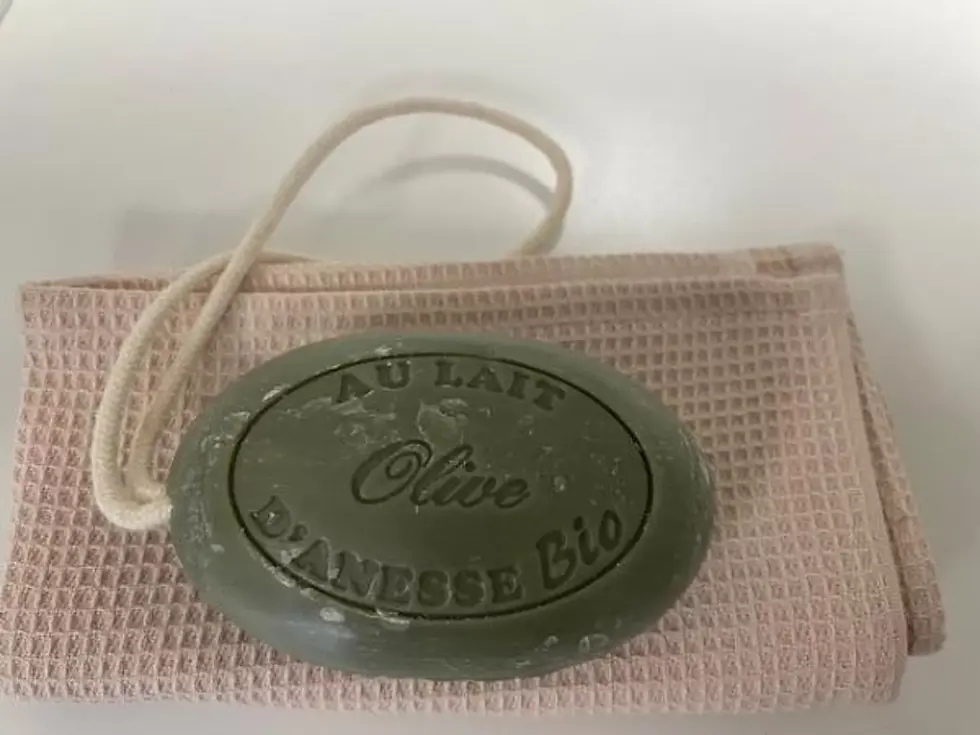 AU LAIT
Olive
D'ANESSE Bio